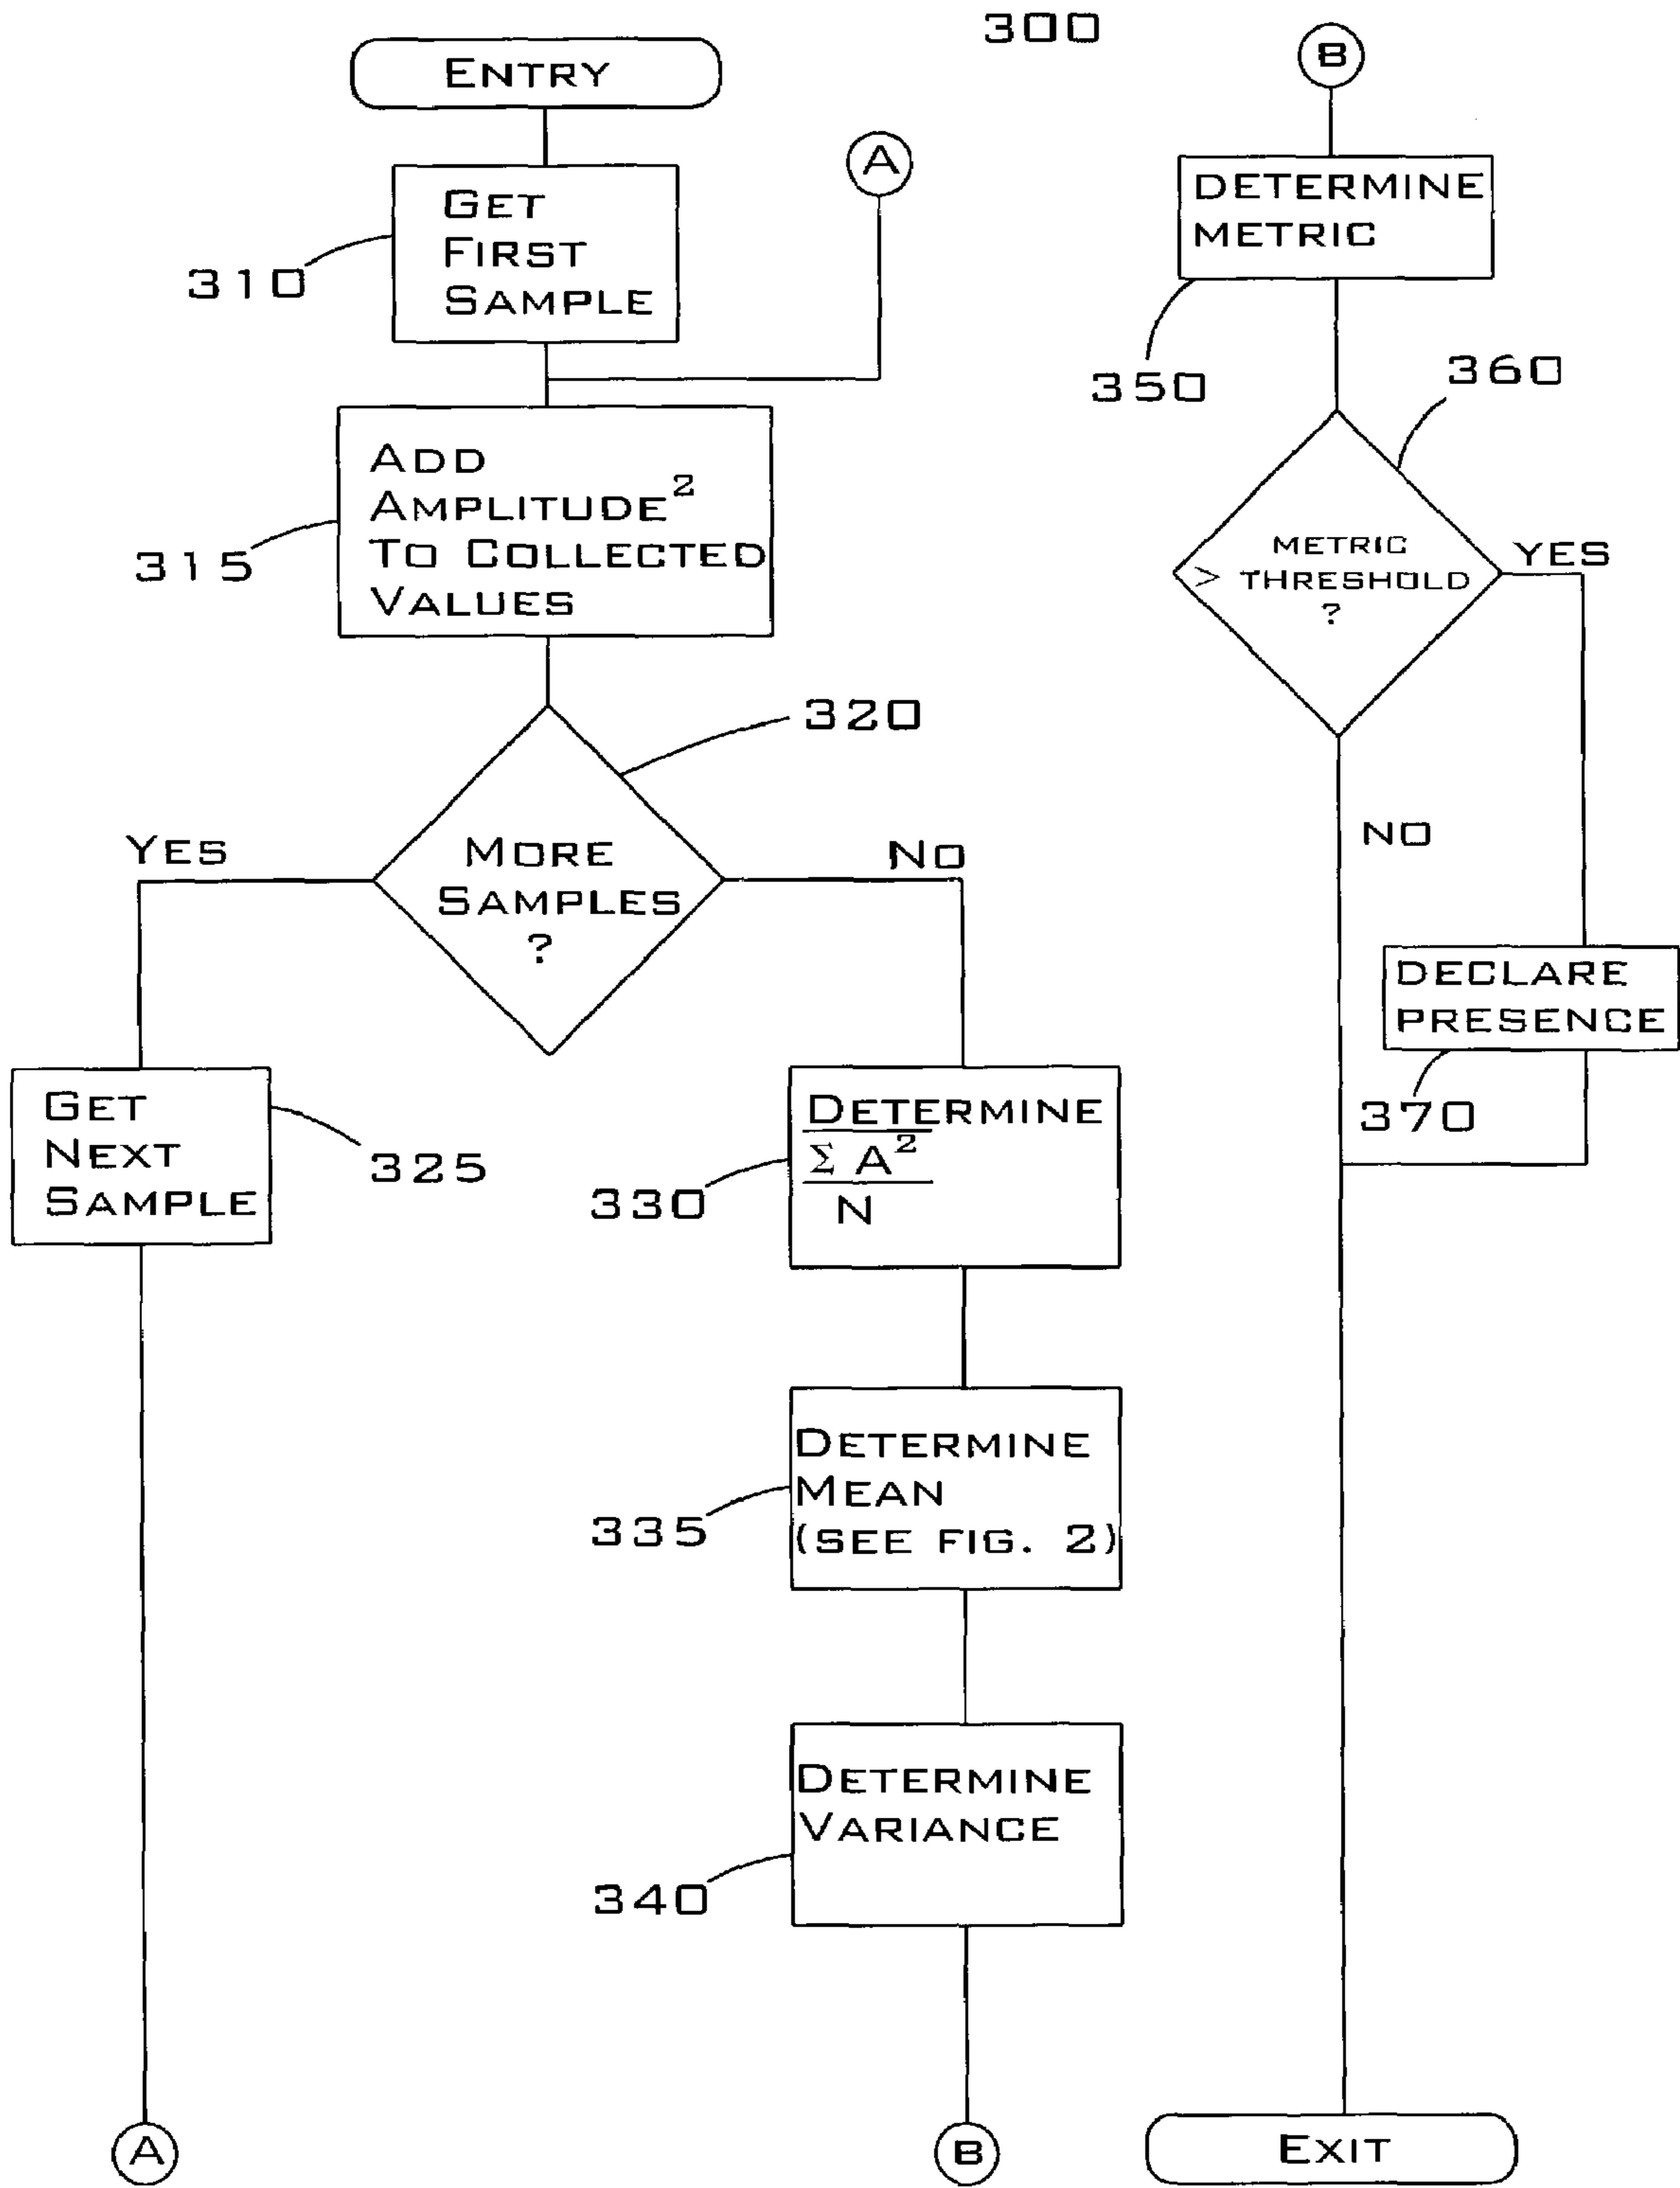 300
ENTRY
A
GET
FIRST
SAMPLE
310
ADD
AMPLITUDE²
TO COLLECTED
VALUES
315
320
MORE
SAMPLES
?
YES
NO
GET
NEXT
SAMPLE
325
DETERMINE
Σ A²
N
330
DETERMINE
MEAN
(SEE FIG. 2)
335
DETERMINE
VARIANCE
340
A
B
B
DETERMINE
METRIC
350
360
METRIC
> THRESHOLD
?
YES
NO
DECLARE
PRESENCE
370
EXIT